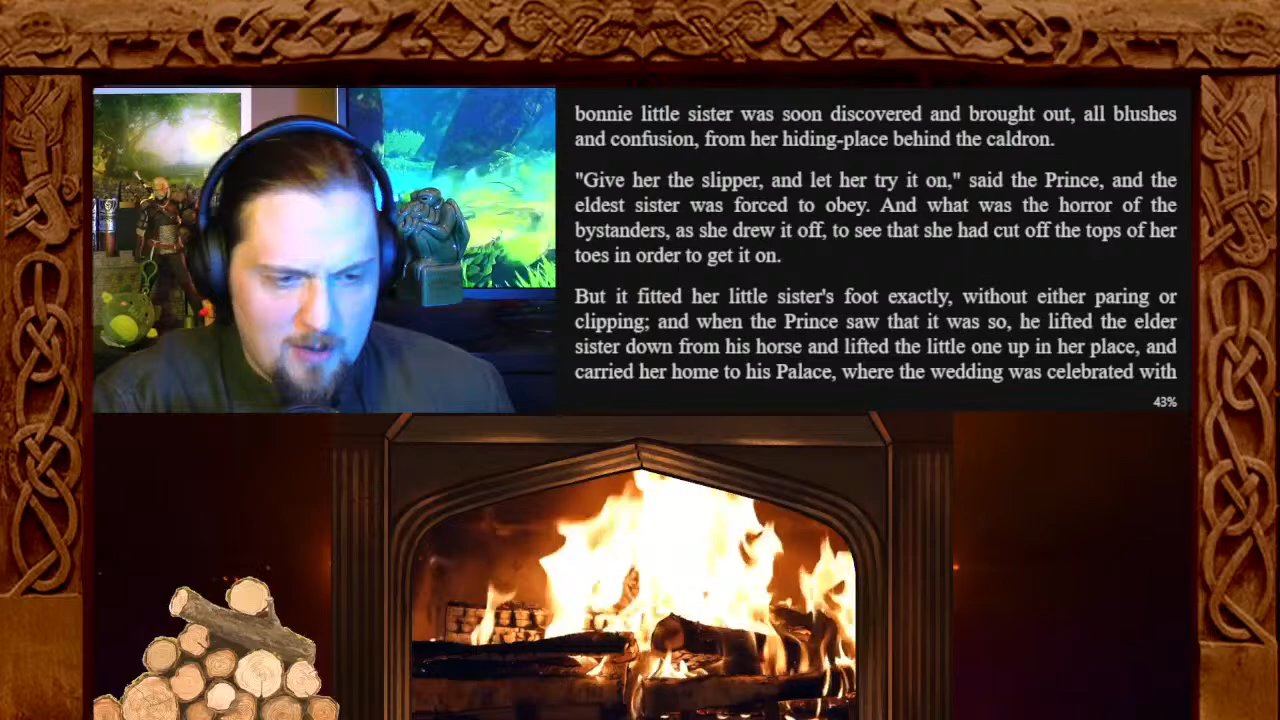 bonnie little sister was soon discovered and brought out, all blushes
and confusion, from her hiding-place behind the caldron.
"Give her the slipper, and let her try it on," said the Prince, and the
eldest sister was forced to obey. And what was the horror of the
bystanders, as she drew it off, to see that she had cut off the tops of her
toes in order to get it on.
But it fitted her little sister's foot exactly, without either paring or
clipping; and when the Prince saw that it was so, he lifted the elder
sister down from his horse and lifted the little one up in her place, and
carried her home to his Palace, where the wedding was celebrated with
43%